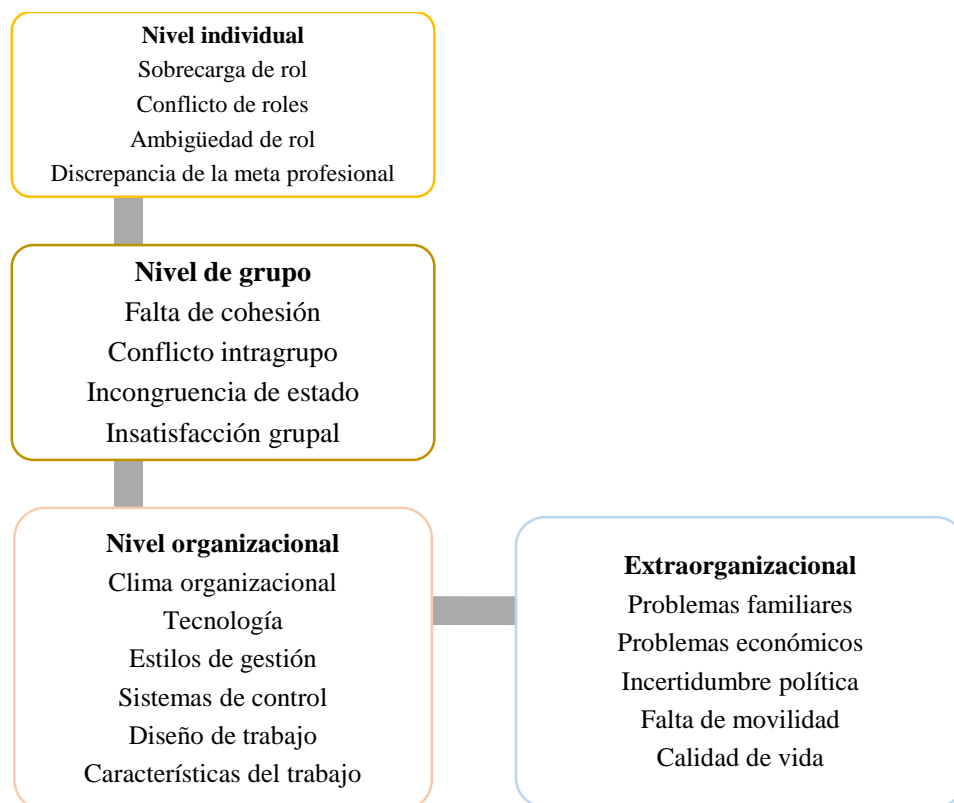 Nivel individual
Sobrecarga de rol
Conflicto de roles
Ambigüedad de rol
Discrepancia de la meta profesional
Nivel de grupo
Falta de cohesión
Conflicto intragrupo
Incongruencia de estado
Insatisfacción grupal
Nivel organizacional
Clima organizacional
Tecnología
Estilos de gestión
Sistemas de control
Diseño de trabajo
Características del trabajo
Extraorganizacional
Problemas familiares
Problemas económicos
Incertidumbre política
Falta de movilidad
Calidad de vida